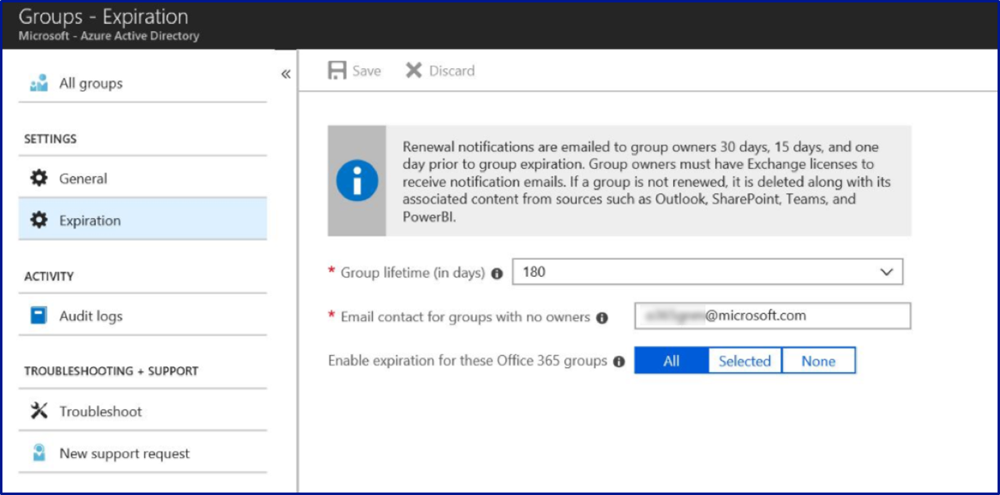 Groups - Expiration
Microsoft - Azure Active Directory
«
All groups
SETTINGS
General
Expiration
ACTIVITY
Audit logs
TROUBLESHOOTING + SUPPORT
Troubleshoot
New support request
Save Discard
Renewal notifications are emailed to group owners 30 days, 15 days, and one
day prior to group expiration. Group owners must have Exchange licenses to
receive notification emails. If a group is not renewed, it is deleted along with its
associated content from sources such as Outlook, SharePoint, Teams, and
PowerBI.
* Group lifetime (in days) 180
* Email contact for groups with no owners @microsoft.com
Enable expiration for these Office 365 groups All Selected None